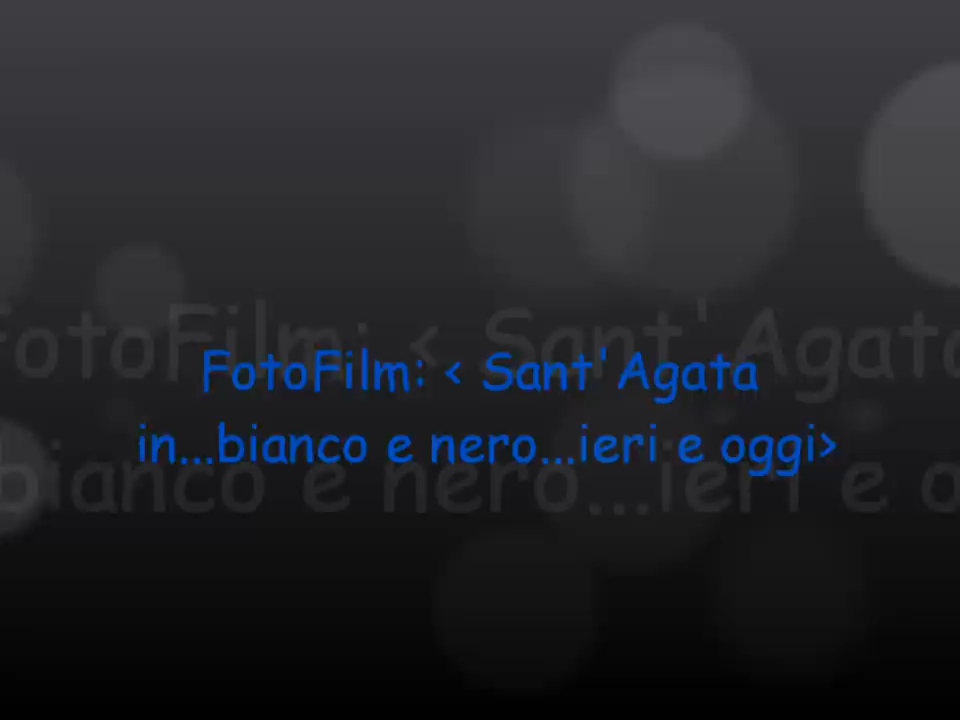 FotoFilm: < Sant'Agata
in...bianco e nero...ieri e oggi>